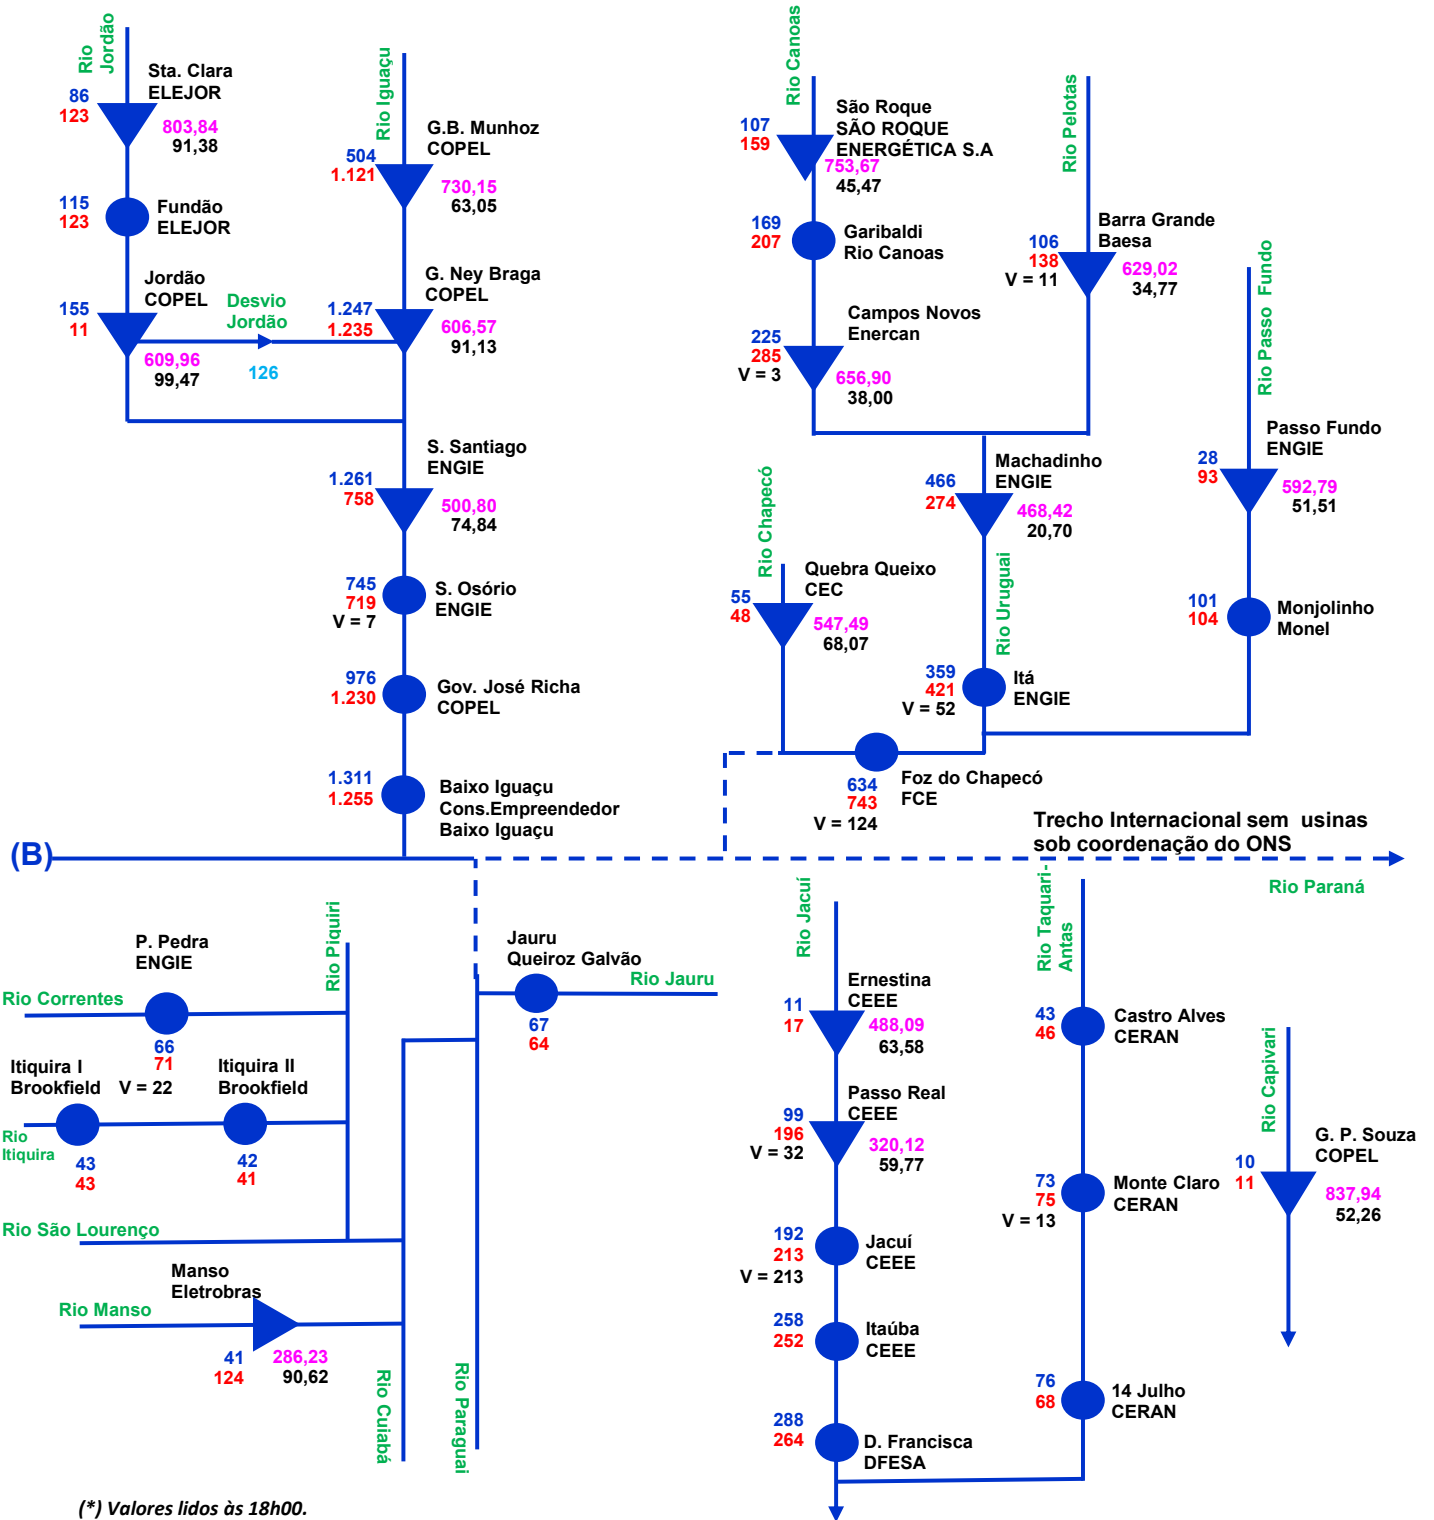 Rio
Jordão
Sta. Clara
ELEJOR
86
123
803,84
91,38
115
123
Fundão
ELEJOR
Jordão
COPEL
155
11
609,96
99,47
Desvio
Jordão
126
Rio Iguaçu
G.B. Munhoz
COPEL
504
1.121
730,15
63,05
G. Ney Braga
COPEL
1.247
1.235
606,57
91,13
S. Santiago
ENGIE
1.261
758
500,80
74,84
745
719
V = 7
S. Osório
ENGIE
976
1.230
Gov. José Richa
COPEL
1.311
1.255
Baixo Iguaçu
Cons.Empreendedor
Baixo Iguaçu
Rio Canoas
São Roque
SÃO ROQUE
ENERGÉTICA S.A
107
159
753,67
45,47
169
207
Garibaldi
Rio Canoas
Campos Novos
Enercan
225
285
V = 3
656,90
38,00
Rio Pelotas
Barra Grande
Baesa
106
138
V = 11
629,02
34,77
Rio Passo Fundo
Passo Fundo
ENGIE
28
93
592,79
51,51
101
104
Monjolinho
Monel
Machadinho
ENGIE
466
274
468,42
20,70
Rio Uruguai
Rio Chapecó
Quebra Queixo
CEC
55
48
547,49
68,07
359
421
V = 52
Itá
ENGIE
Foz do Chapecó
FCE
634
743
V = 124
Trecho Internacional sem usinas
sob coordenação do ONS
(B)
Rio Paraná
P. Pedra
ENGIE
Rio Piquiri
Rio Correntes
66
71
V = 22
Itiquira I
Brookfield
Itiquira II
Brookfield
Rio
Itiquira
43
43
42
41
Rio São Lourenço
Manso
Eletrobras
Rio Manso
41
124
286,23
90,62
Rio Cuiabá
Rio Paraguai
Jauru
Queiroz Galvão
Rio Jauru
67
64
Rio Jacuí
Ernestina
CEEE
11
17
488,09
63,58
Passo Real
CEEE
99
196
V = 32
320,12
59,77
192
213
V = 213
Jacuí
CEEE
258
252
Itaúba
CEEE
288
264
D. Francisca
DFESA
Rio Taquari-
Antas
43
46
Castro Alves
CERAN
73
75
V = 13
Monte Claro
CERAN
76
68
14 Julho
CERAN
Rio Capivari
G. P. Souza
COPEL
10
11
837,94
52,26
(*) Valores lidos às 18h00.